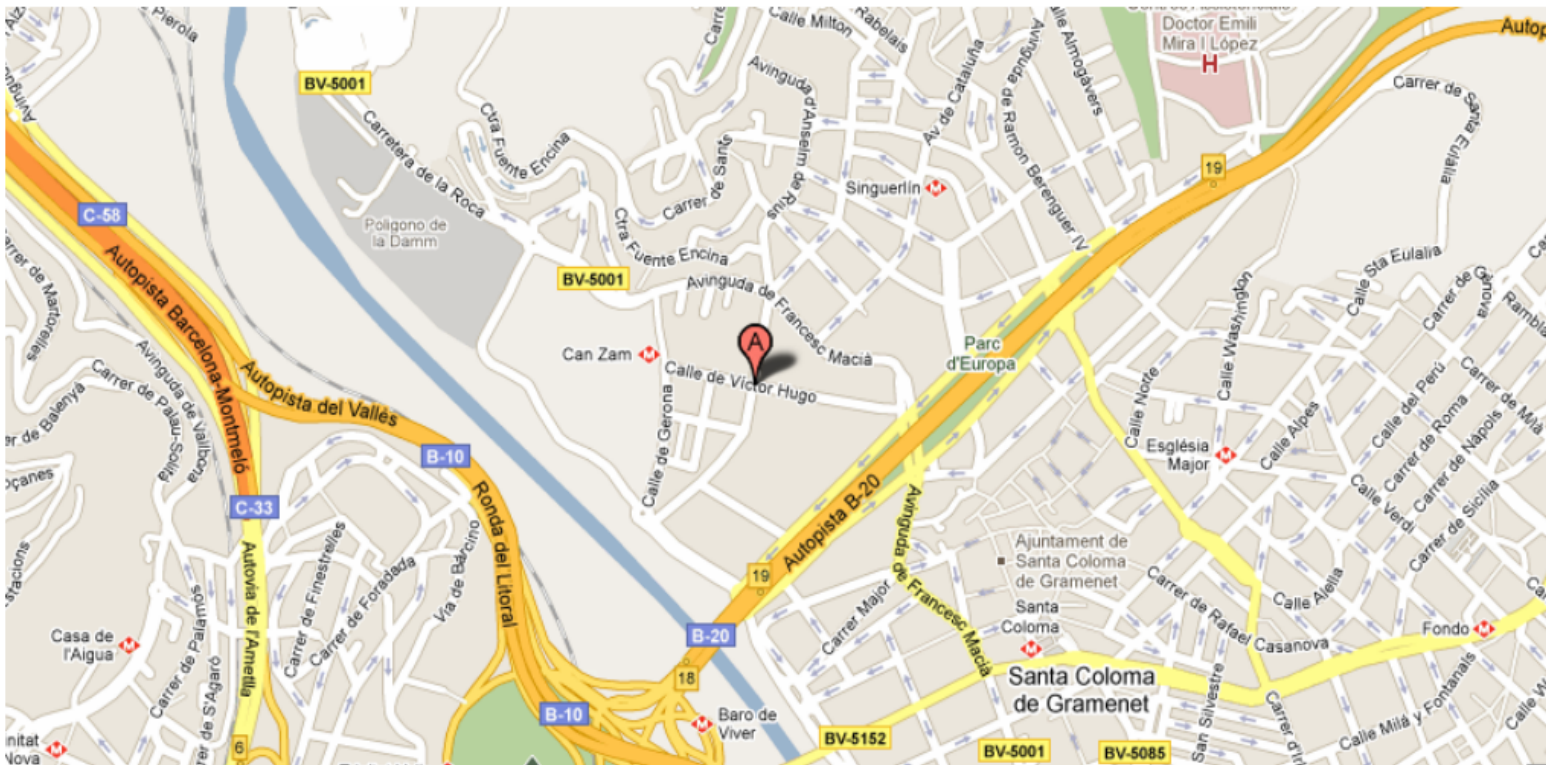 Pierola
BV-5001
Calle Milton
Rabelais
Calle Almogávers
Doctor Emili
Mira I López
H
Avinguda d'Anselm de Rius
Av de Cataluña
Avinguda de Ramon Berenguer IV
Carrer de Santa Eulalia
Ctra Fuente Encina
Carretera de la Roca
Carrer de Sants
Singuerlín
19
C-58
Poligono de
la Damm
Ctra Fuente Encina
BV-5001
Avinguda de Francesc Macià
Sta Eulalia
Calle Washington
Carrer de Génova
Rambla
Autopista Barcelona-Montmeló
Carrer de Martorelles
Avinguda de Vallbona
Carrer de Palau-Solità
Autopista del Vallés
Can Zam
A
Calle de Víctor Hugo
Parc
d'Europa
Calle de Gerona
Calle Norte
Calle Alpes
Calle del Perú
Carrer de Roma
Carrer de Nàpols
Carrer de Milà
Carrer de Sicilia
Calle Verdi
Església
Major
B-10
C-33
Ronda del Litoral
Autopista B-20
Avinguda de Francesc Macià
Autovia de l'Ametlla
Carrer de Finestrelles
Carrer de Foradada
Via de Bàrcino
19
Ajuntament de
Santa Coloma
de Gramenet
Carrer Major
Calle Alella
Carrer de Rafael Casanova
Casa de
l'Aigua
Carrer de Palamós
Carrer de S'Agaró
B-20
18
Santa
Coloma
Fondo
Santa Coloma
de Gramenet
B-10
Baro de
Viver
BV-5152
BV-5001
BV-5085
San Silvestre
Calle Milà y Fontanals
6